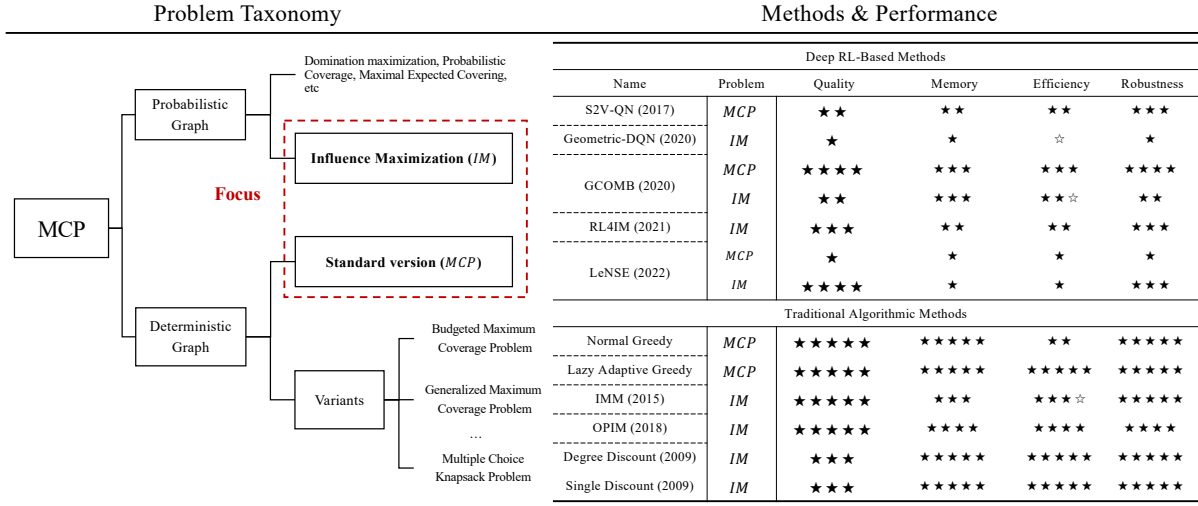 Problem Taxonomy
MCP
Probabilistic
Graph
Deterministic
Graph
Domination maximization, Probabilistic
Coverage, Maximal Expected Covering,
etc
Focus
Influence Maximization (IM)
Standard version (MCP)
Variants
Budgeted Maximum
Coverage Problem
Generalized Maximum
Coverage Problem
…
Multiple Choice
Knapsack Problem
Methods & Performance
Deep RL-Based Methods
Name Problem Quality Memory Efficiency Robustness
S2V-QN (2017) MCP ★★ ★★ ★★ ★★★
Geometric-DQN (2020) IM ★ ★ ☆ ★
GCOMB (2020)
MCP ★★★★ ★★★ ★★★ ★★★★
IM ★★ ★★★ ★★☆ ★★
RL4IM (2021) IM ★★★ ★★ ★★ ★★★
LeNSE (2022)
MCP ★ ★ ★ ★
IM ★★★★ ★ ★ ★★★
Traditional Algorithmic Methods
Normal Greedy MCP ★★★★★ ★★★★★ ★★ ★★★★★
Lazy Adaptive Greedy MCP ★★★★★ ★★★★★ ★★★★★ ★★★★★
IMM (2015) IM ★★★★★ ★★★ ★★★☆ ★★★★★
OPIM (2018) IM ★★★★★ ★★★★ ★★★★ ★★★★
Degree Discount (2009) IM ★★★ ★★★★★ ★★★★★ ★★★★★
Single Discount (2009) IM ★★★ ★★★★★ ★★★★★ ★★★★★